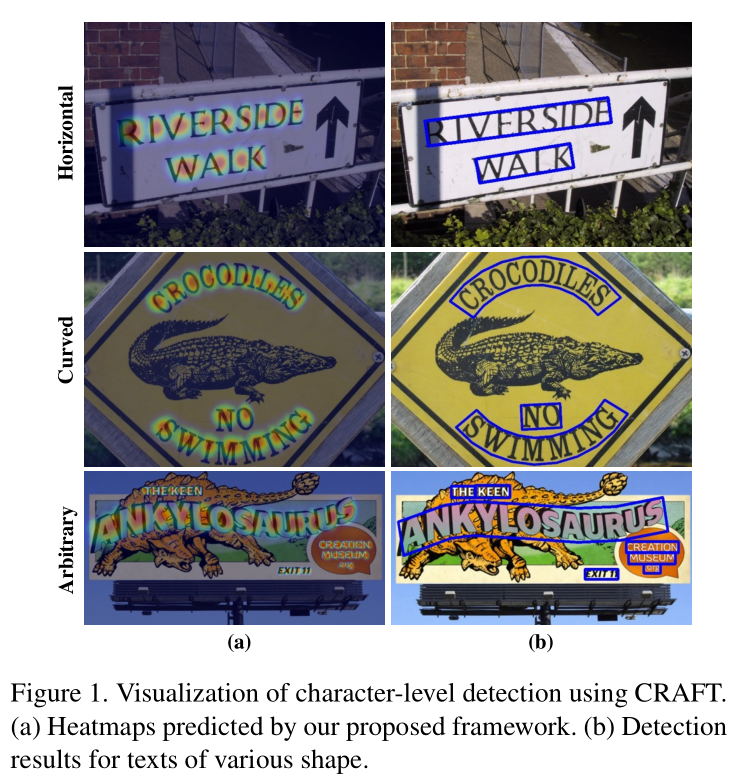 Horizontal
RIVERSIDE
WALK
RIVERSIDE
WALK
Curved
CROCODILES
NO
SWIMMING
CROCODILES
NO
SWIMMING
Arbitrary
THE KEEN
ANKYLOSAURUS
CREATION
MUSEUM
.org
EXIT 11
THE KEEN
ANKYLOSAURUS
CREATION
MUSEUM
.org
EXIT 11
(a)
(b)
Figure 1. Visualization of character-level detection using CRAFT.
(a) Heatmaps predicted by our proposed framework. (b) Detection
results for texts of various shape.